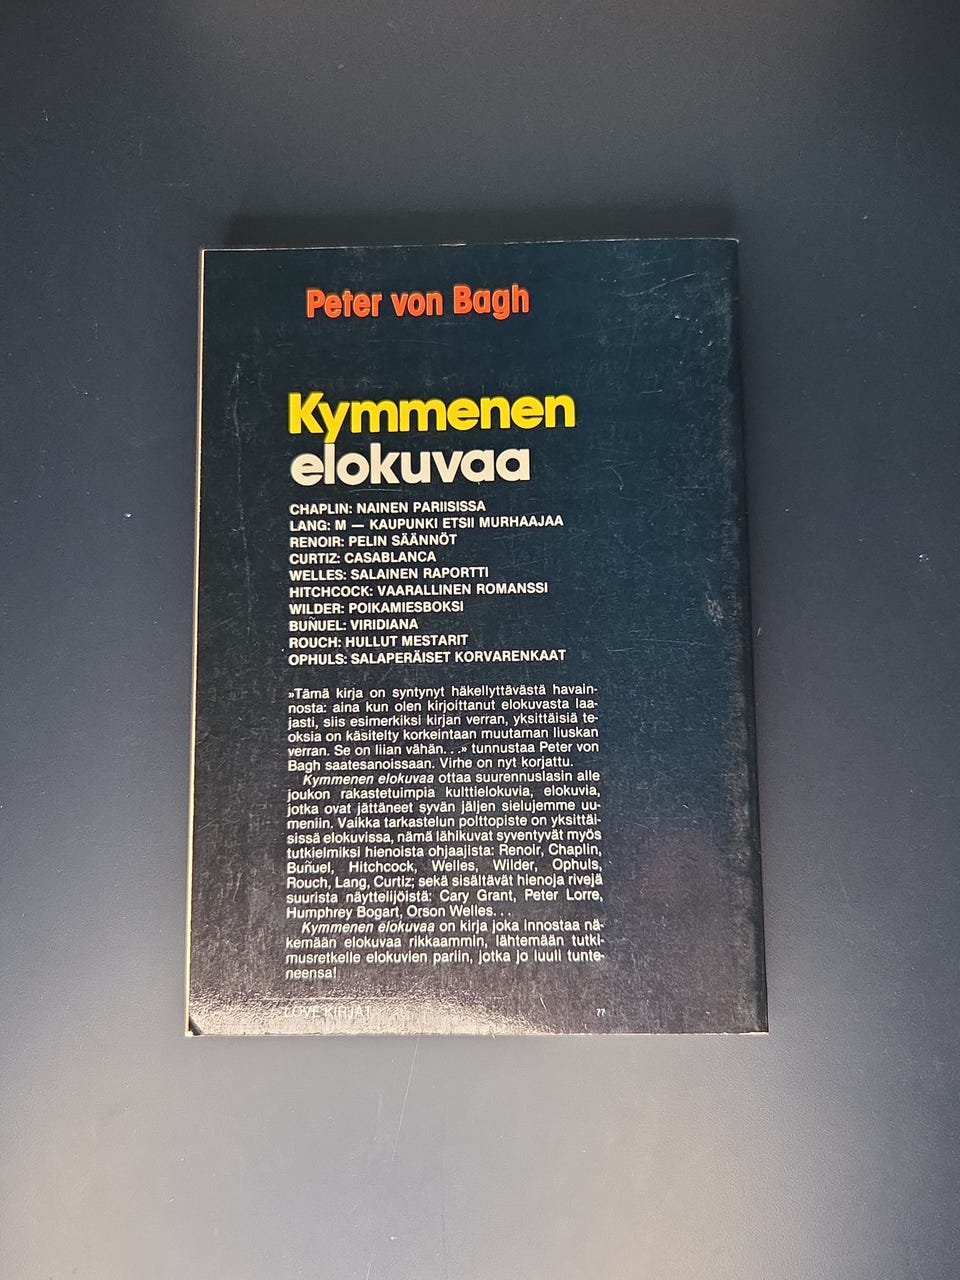 Peter von Bagh
Kymmenen
elokuvaa
CHAPLIN: NAINEN PARIISISSA
LANG: M — KAUPUNKI ETSII MURHAAJAA
RENOIR: PELIN SÄÄNNÖT
CURTIZ: CASABLANCA
WELLES: SALAINEN RAPORTTI
HITCHCOCK: VAARALLINEN ROMANSSI
WILDER: POIKAMIESBOKSI
BUÑUEL: VIRIDIANA
ROUCH: HULLUT MESTARIT
OPHULS: SALAPERÄISET KORVARENKAAT
»Tämä kirja on syntynyt häkellyttävästä havain-
nosta: aina kun olen kirjoittanut elokuvasta laa-
jasti, siis esimerkiksi kirjan verran, yksittäisiä te-
oksia on käsitelty korkeintaan muutaman liuskan
verran. Se on liian vähän. . .» tunnustaa Peter von
Bagh saatesanoissaan. Virhe on nyt korjattu.
Kymmenen elokuvaa ottaa suurennuslasin alle
joukon rakastetuimpia kulttielokuvia, elokuvia,
jotka ovat jättäneet syvän jäljen sielujemme uu-
meniin. Vaikka tarkastelun polttopiste on yksittäi-
sissä elokuvissa, nämä lähikuvat syventyvät myös
tutkielmiksi hienoista ohjaajista: Renoir, Chaplin,
Buñuel, Hitchcock, Welles, Wilder, Ophuls,
Rouch, Lang, Curtiz; sekä sisältävät hienoja rivejä
suurista näyttelijöistä: Cary Grant, Peter Lorre,
Humphrey Bogart, Orson Welles. . .
Kymmenen elokuvaa on kirja joka innostaa nä-
kemään elokuvaa rikkaammin, lähtemään tutki-
musretkelle elokuvien pariin, jotka jo luuli tunte-
neensa!
LOVE KIRJAT 77